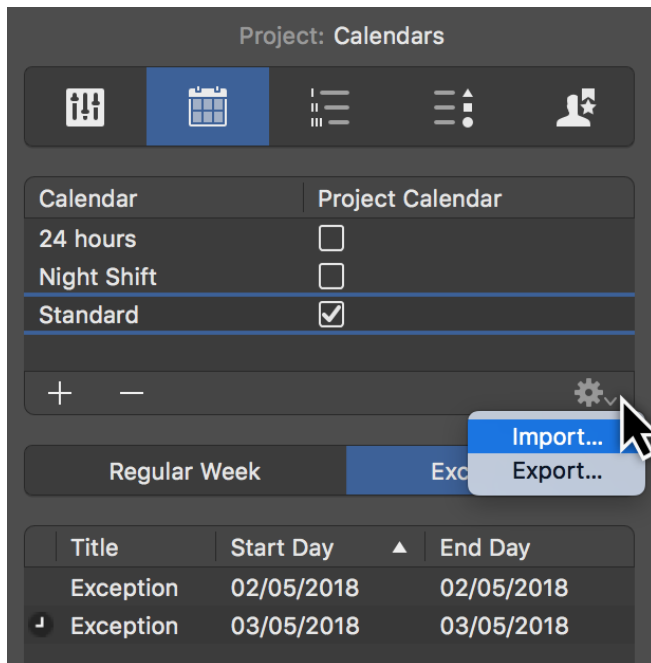 Project: Calendars
Calendar Project Calendar
24 hours
Night Shift
Standard
Import...
Regular Week Exc Export...
Title Start Day End Day
Exception 02/05/2018 02/05/2018
Exception 03/05/2018 03/05/2018